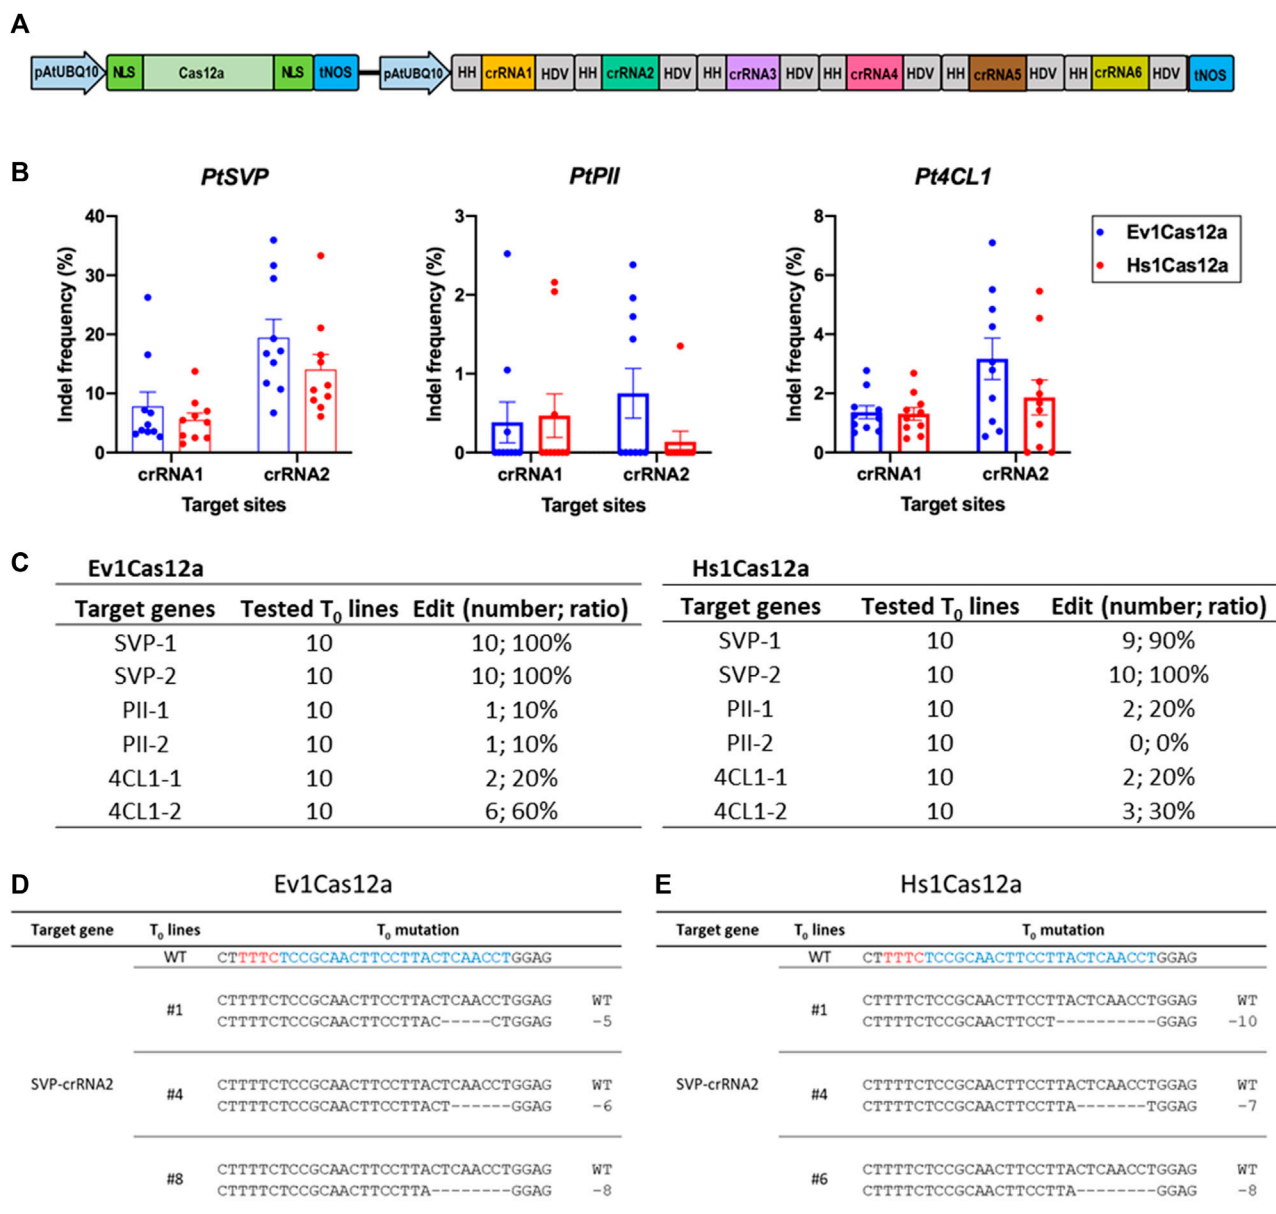 A
pAtUBQ10 NLS Cas12a NLS tNOS pAtUBQ10 HH crRNA1 HDV HH crRNA2 HDV HH crRNA3 HDV HH crRNA4 HDV HH crRNA5 HDV HH crRNA6 HDV tNOS
B
PtSVP
Indel frequency (%)
40
30
20
10
0
crRNA1 crRNA2
Target sites
PtPII
Indel frequency (%)
3
2
1
0
crRNA1 crRNA2
Target sites
Pt4CL1
Indel frequency (%)
8
6
4
2
0
crRNA1 crRNA2
Target sites
Ev1Cas12a
Hs1Cas12a
C
Ev1Cas12a
Target genes Tested T0 lines Edit (number; ratio)
SVP-1 10 10; 100%
SVP-2 10 10; 100%
PII-1 10 1; 10%
PII-2 10 1; 10%
4CL1-1 10 2; 20%
4CL1-2 10 6; 60%
Hs1Cas12a
Target genes Tested T0 lines Edit (number; ratio)
SVP-1 10 9; 90%
SVP-2 10 10; 100%
PII-1 10 2; 20%
PII-2 10 0; 0%
4CL1-1 10 2; 20%
4CL1-2 10 3; 30%
D
Ev1Cas12a
Target gene T0 lines T0 mutation
WT CTTTTCTCCGCAACTTCCTTACTCAACCTGGAG
#1
CTTTTCTCCGCAACTTCCTTACTCAACCTGGAG WT
CTTTTCTCCGCAACTTCCTTAC-----CTGGAG -5
SVP-crRNA2
#4
CTTTTCTCCGCAACTTCCTTACTCAACCTGGAG WT
CTTTTCTCCGCAACTTCCTTACT------GGAG -6
#8
CTTTTCTCCGCAACTTCCTTACTCAACCTGGAG WT
CTTTTCTCCGCAACTTCCTTA--------GGAG -8
E
Hs1Cas12a
Target gene T0 lines T0 mutation
WT CTTTTCTCCGCAACTTCCTTACTCAACCTGGAG
#1
CTTTTCTCCGCAACTTCCTTACTCAACCTGGAG WT
CTTTTCTCCGCAACTTCCT----------GGAG -10
SVP-crRNA2
#4
CTTTTCTCCGCAACTTCCTTACTCAACCTGGAG WT
CTTTTCTCCGCAACTTCCTTA-------TGGAG -7
#6
CTTTTCTCCGCAACTTCCTTACTCAACCTGGAG WT
CTTTTCTCCGCAACTTCCTTA--------GGAG -8